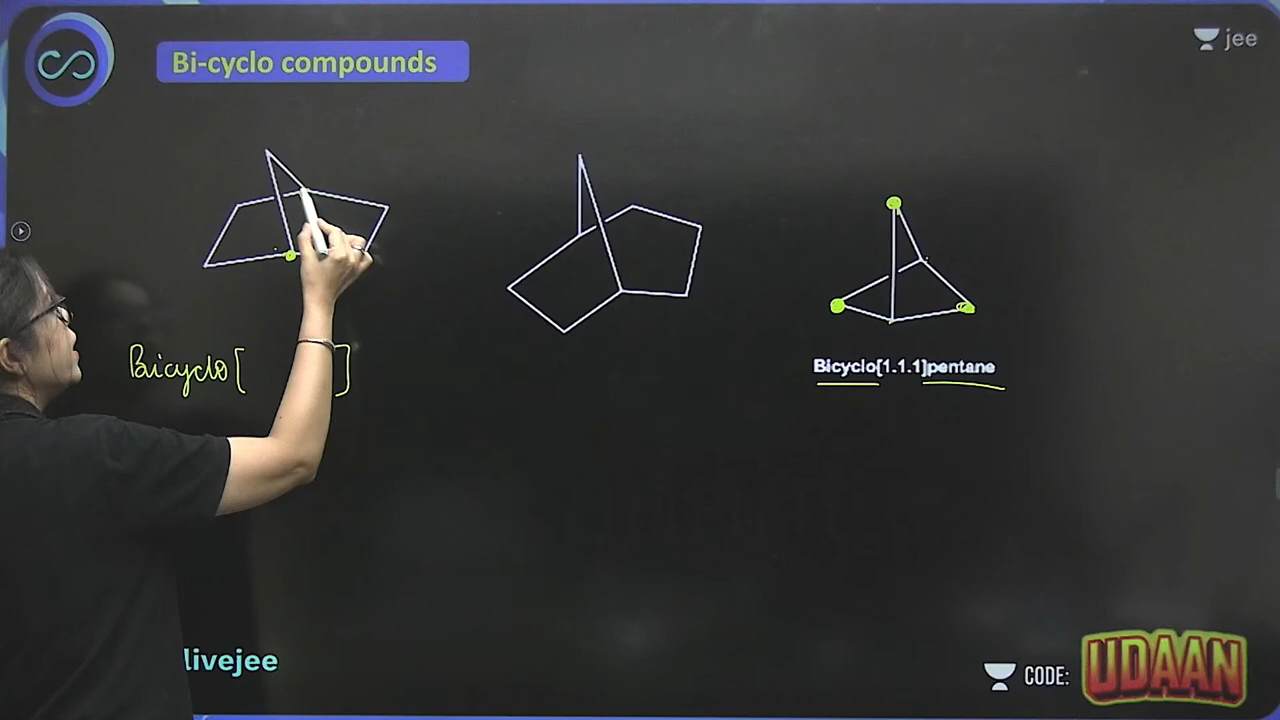 Bi-cyclo compounds
jee
Bicyclo[ ]
Bicyclo[1.1.1]pentane
livejee
CODE:
UDAAN